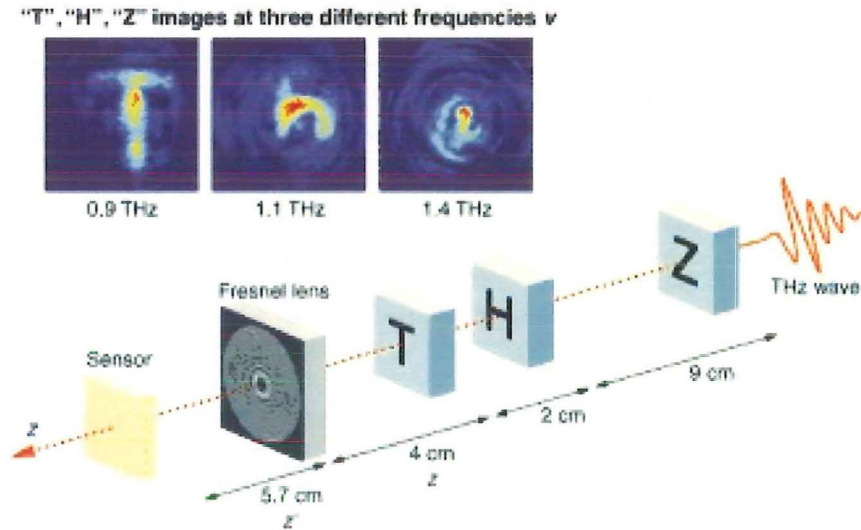 "T", "H", "Z" images at three different frequencies v
0.9 THz
1.1 THz
1.4 THz
Z
THz wave
H
Fresnel lens
T
Sensor
z
9 cm
2 cm
4 cm
z
5.7 cm
z'